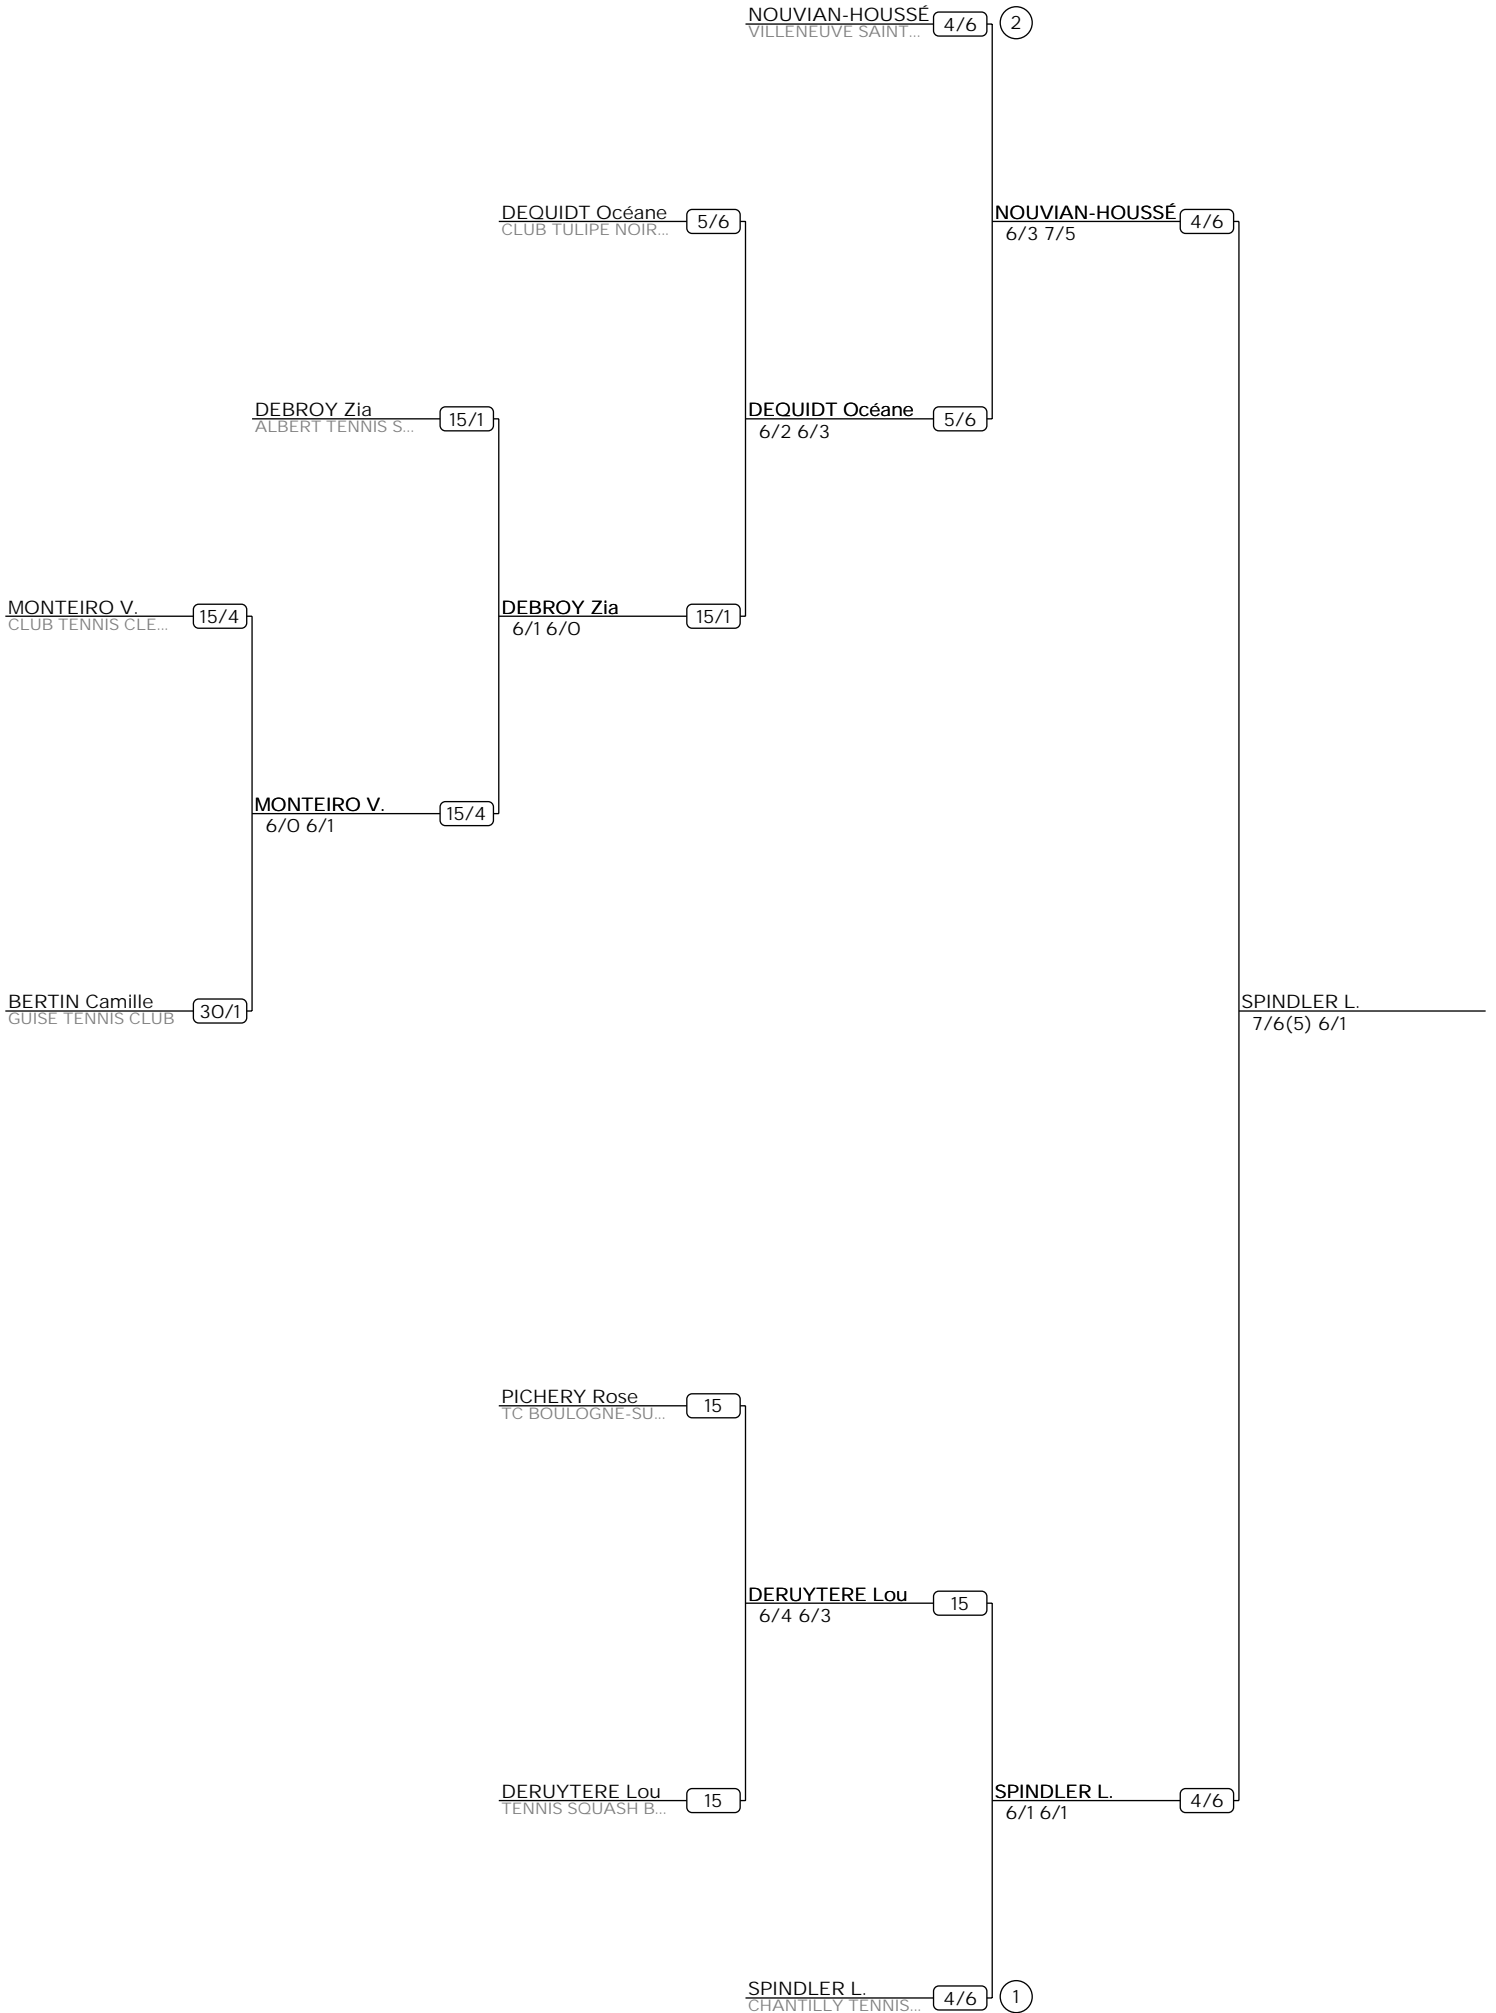 NOUVIAN-HOUSSÉ 4/6 2
VILLENEUVE SAINT...
DEQUIDT Océane 5/6 NOUVIAN-HOUSSÉ 4/6
CLUB TULIPE NOIR... 6/3 7/5
DEBROY Zia 15/1 DEQUIDT Océane 5/6
ALBERT TENNIS S... 6/2 6/3
MONTEIRO V. 15/4 DEBROY Zia 15/1
CLUB TENNIS CLE... 6/1 6/0
MONTEIRO V. 15/4
6/0 6/1
BERTIN Camille 30/1 SPINDLER L.
GUISE TENNIS CLUB 7/6(5) 6/1
PICHERY Rose 15
TC BOULOGNE-SU...
DERUYTERE Lou 15
6/4 6/3
DERUYTERE Lou 15 SPINDLER L. 4/6
TENNIS SQUASH B... 6/1 6/1
SPINDLER L. 4/6 1
CHANTILLY TENNIS...